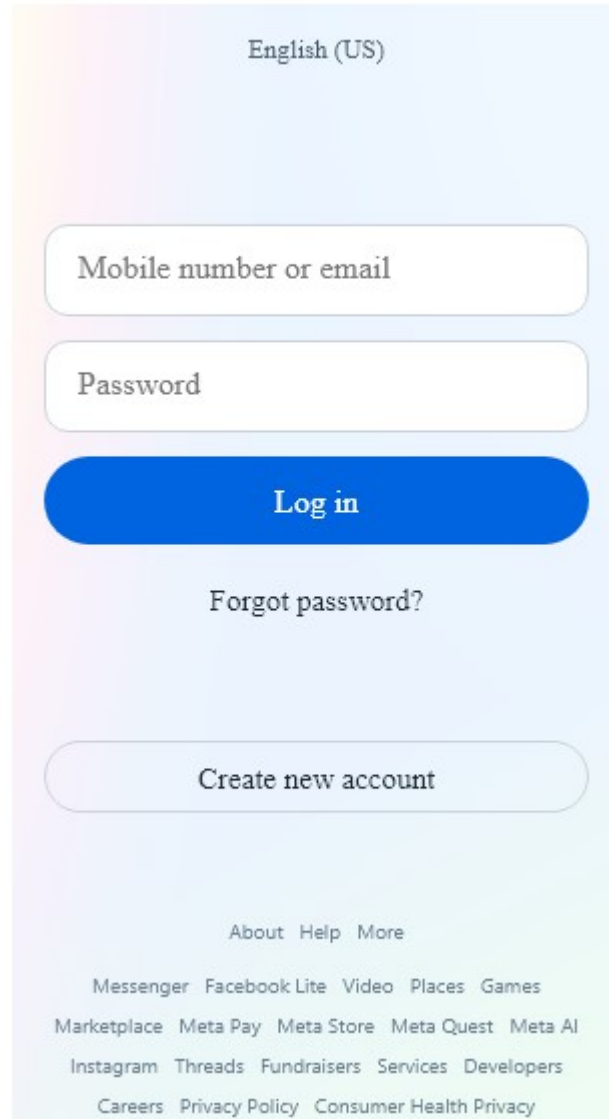 English (US)
Mobile number or email
Password
Log in
Forgot password?
Create new account
About Help More
Messenger Facebook Lite Video Places Games
Marketplace Meta Pay Meta Store Meta Quest Meta AI
Instagram Threads Fundraisers Services Developers
Careers Privacy Policy Consumer Health Privacy